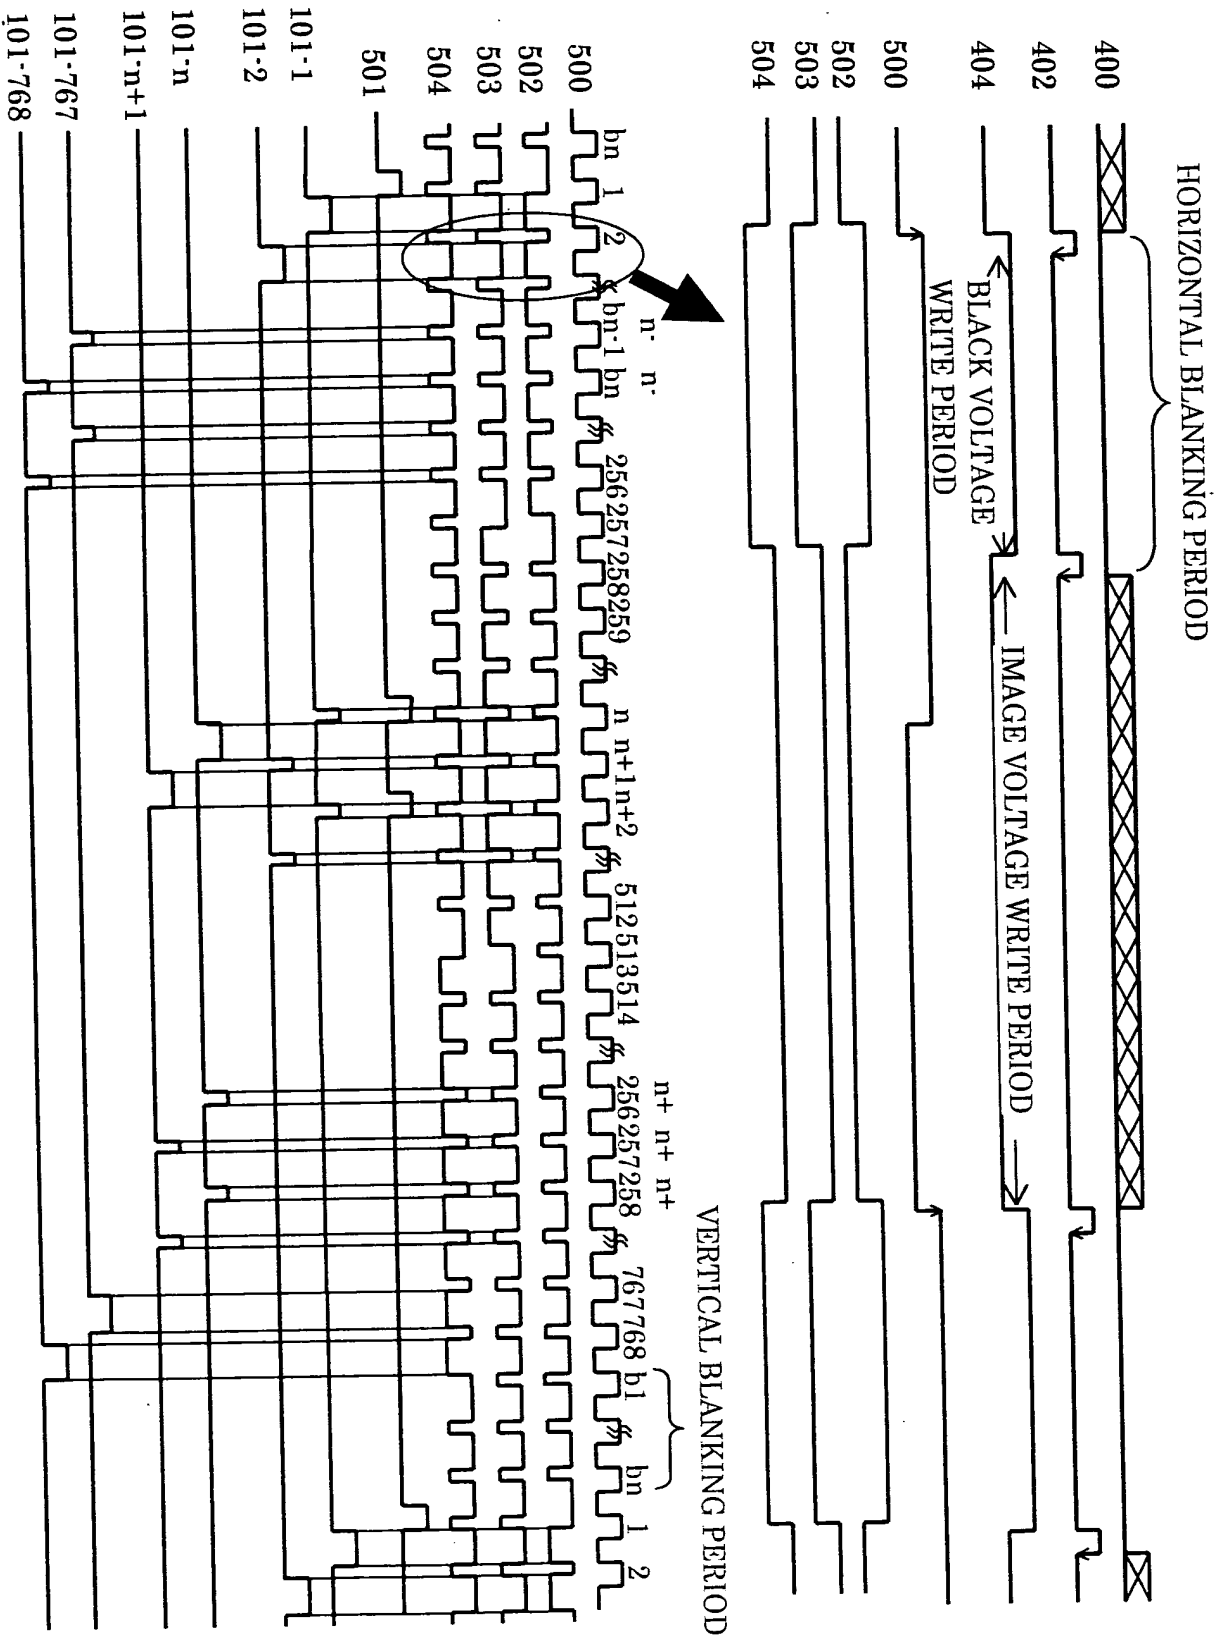 HORIZONTAL BLANKING PERIOD
400
402
404
BLACK VOLTAGE
WRITE PERIOD
IMAGE VOLTAGE WRITE PERIOD
500
502
503
504
VERTICAL BLANKING PERIOD
n- n- n+ n+ n+
bn 1 2 bn-1 bn 256 257 258 259 n n+1 n+2 512 513 514 256 257 258 767 768 b1 bn 1 2
500
502
503
504
501
101-1
101-2
101-n
101-n+1
101-767
101-768